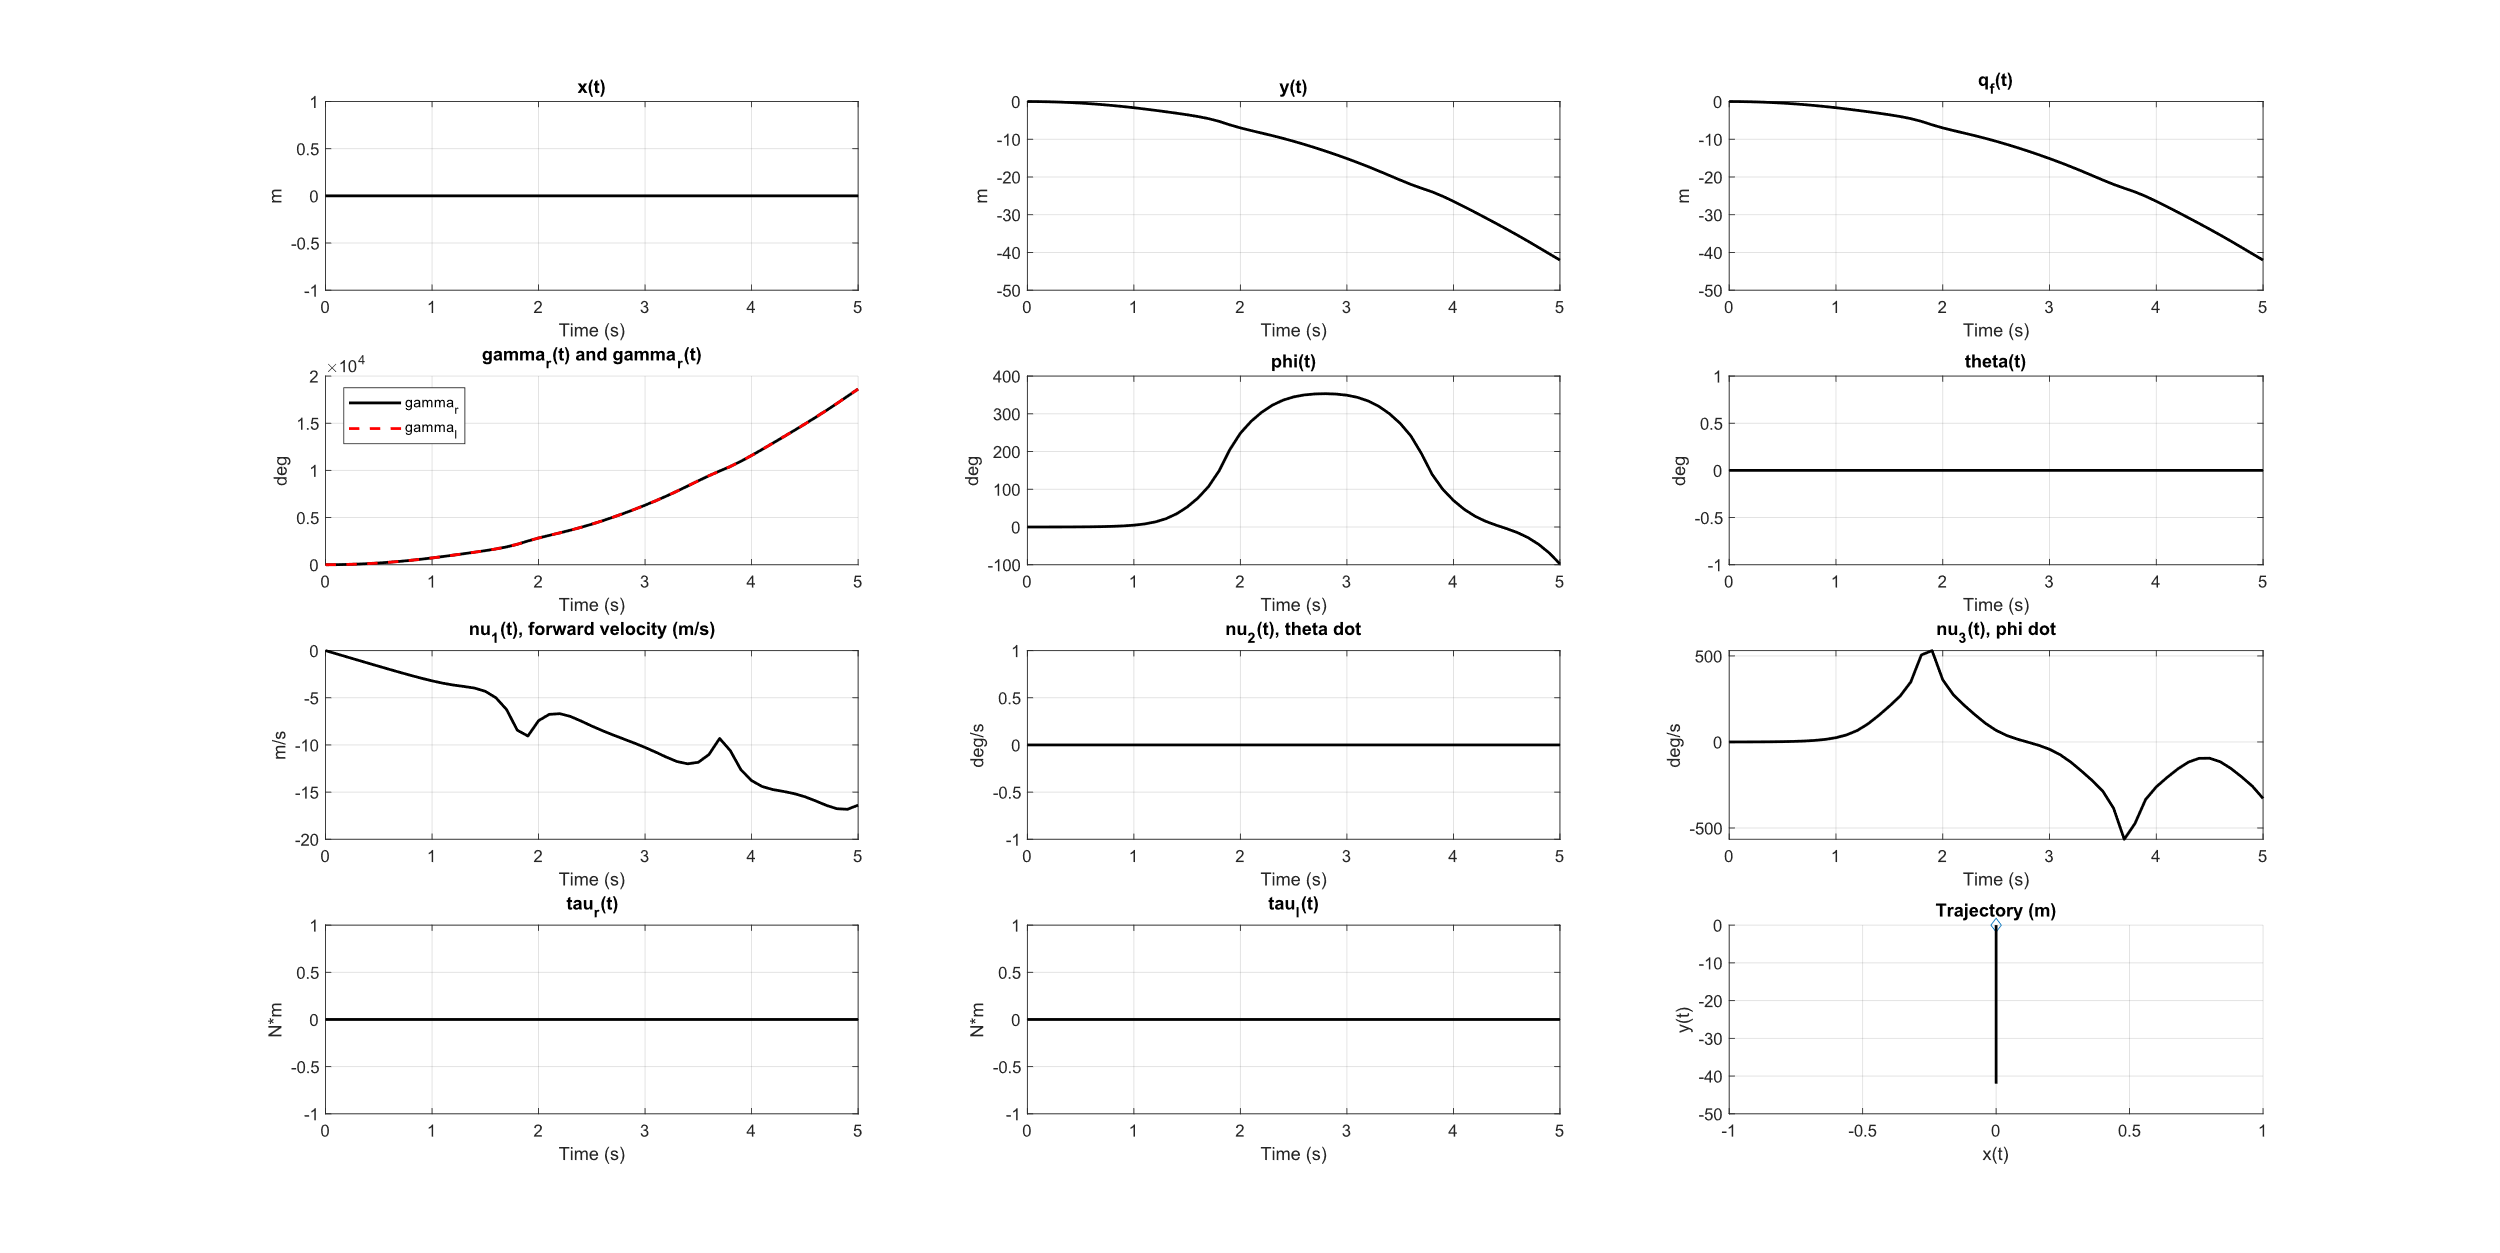 x(t)
1
0.5
0
-0.5
-1
m
0 1 2 3 4 5
Time (s)
y(t)
0
-10
-20
-30
-40
-50
m
0 1 2 3 4 5
Time (s)
q_f(t)
0
-10
-20
-30
-40
-50
m
0 1 2 3 4 5
Time (s)
gamma_r(t) and gamma_r(t)
×10^4
2
1.5
1
0.5
0
deg
gamma_r
gamma_l
0 1 2 3 4 5
Time (s)
phi(t)
400
300
200
100
0
-100
deg
0 1 2 3 4 5
Time (s)
theta(t)
1
0.5
0
-0.5
-1
deg
0 1 2 3 4 5
Time (s)
nu_1(t), forward velocity (m/s)
0
-5
-10
-15
-20
m/s
0 1 2 3 4 5
Time (s)
nu_2(t), theta dot
1
0.5
0
-0.5
-1
deg/s
0 1 2 3 4 5
Time (s)
nu_3(t), phi dot
500
0
-500
deg/s
0 1 2 3 4 5
Time (s)
tau_r(t)
1
0.5
0
-0.5
-1
N*m
0 1 2 3 4 5
Time (s)
tau_l(t)
1
0.5
0
-0.5
-1
N*m
0 1 2 3 4 5
Time (s)
Trajectory (m)
0
-10
-20
-30
-40
-50
y(t)
-1 -0.5 0 0.5 1
x(t)